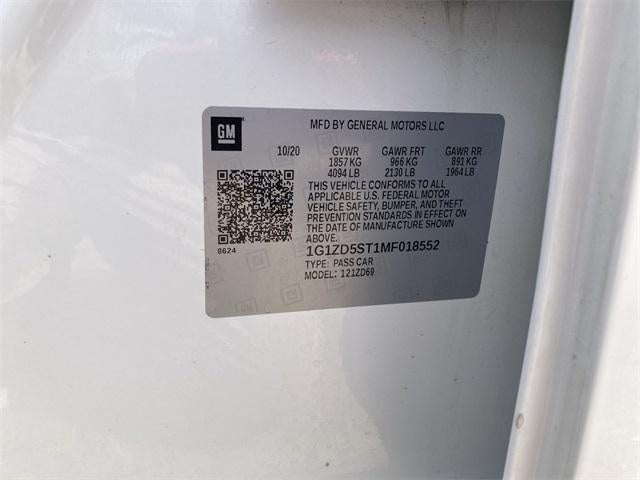 GM
MFD BY GENERAL MOTORS LLC
10/20 GVWR GAWR FRT GAWR RR
1857 KG 966 KG 891 KG
4094 LB 2130 LB 1964 LB
THIS VEHICLE CONFORMS TO ALL
APPLICABLE U.S. FEDERAL MOTOR
VEHICLE SAFETY, BUMPER, AND THEFT
PREVENTION STANDARDS IN EFFECT ON
THE DATE OF MANUFACTURE SHOWN
ABOVE.
8624
1G1ZD5ST1MF018552
TYPE: PASS CAR
MODEL: 121ZD69